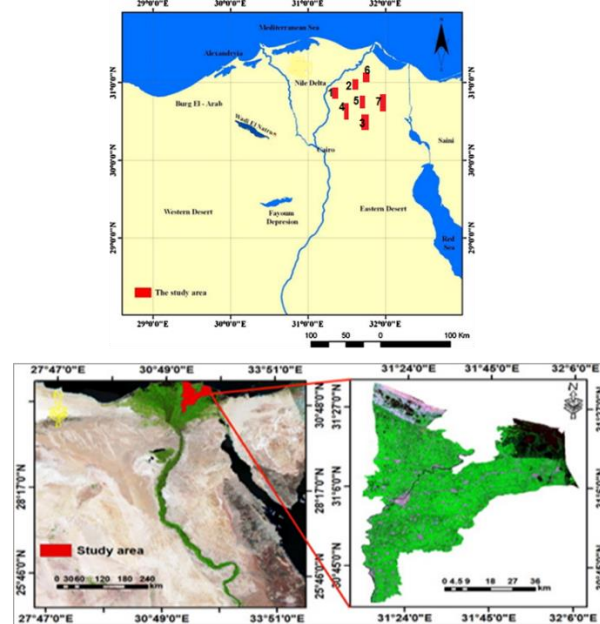 29°0'0"E 30°0'0"E 31°0'0"E 32°0'0"E
Mediterranean Sea
Alexandryia
N
6
31°0'0"N
Nile Delta
2
1
5
7
Burg El - Arab
4
3
Wadi El Natrun
Saini
Cairo
30°0'0"N
30°0'0"N
Western Desert
Fayoum
Depresion
Eastern Desert
Red
Sea
29°0'0"N
29°0'0"N
The study area
29°0'0"E 30°0'0"E 31°0'0"E 32°0'0"E
100 50 0 100 Km
27°47'0"E 30°49'0"E 33°51'0"E
31°24'0"E 31°45'0"E 32°6'0"E
30°48'0"N
31°27'0"N
N
28°17'0"N
28°17'0"N
31°6'0"N
Study area
25°46'0"N
25°46'0"N
30°45'0"N
0 30 60 120 180 240
km
0 4.5 9 18 27 36
km
27°47'0"E 30°49'0"E 33°51'0"E
31°24'0"E 31°45'0"E 32°6'0"E